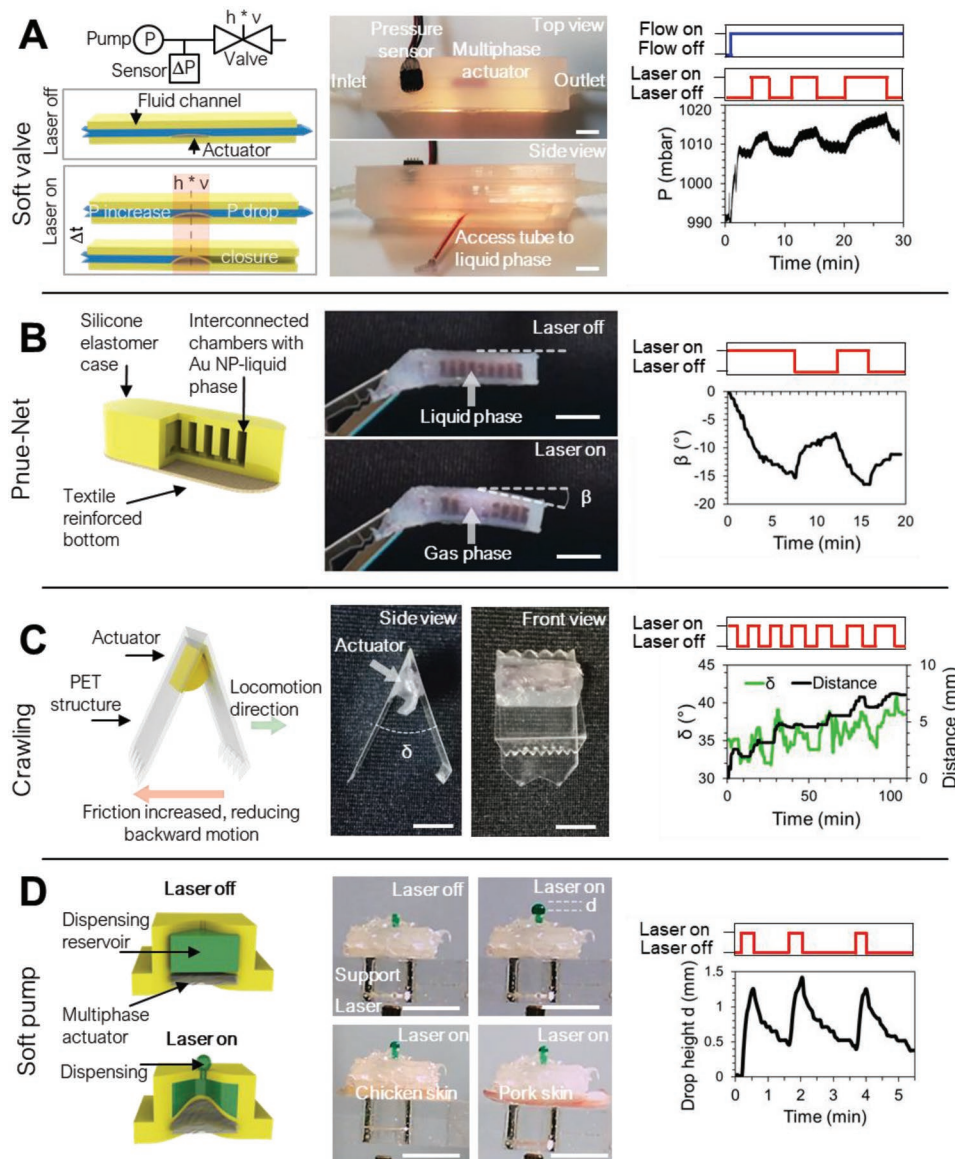 A
Soft valve
h * ν
Pump
P
Valve
Sensor
ΔP
Laser off
Fluid channel
Actuator
Laser on
Δt
h * ν
P increase
P drop
closure
Top view
Pressure
sensor
Multiphase
actuator
Inlet
Outlet
Side view
Access tube to
liquid phase
Flow on
Flow off
Laser on
Laser off
P (mbar)
1020
1010
1000
990
0 10 20 30
Time (min)
B
Pnue-Net
Silicone
elastomer
case
Interconnected
chambers with
Au NP-liquid
phase
Textile
reinforced
bottom
Laser off
Liquid phase
Laser on
β
Gas phase
Laser on
Laser off
β (°)
0
-5
-10
-15
-20
0 5 10 15 20
Time (min)
C
Crawling
Actuator
PET
structure
Locomotion
direction
Friction increased, reducing
backward motion
Side view
Actuator
δ
Front view
Laser on
Laser off
δ (°)
45
40
35
30
δ Distance
10
5
0
Distance (mm)
0 50 100
Time (min)
D
Soft pump
Laser off
Dispensing
reservoir
Multiphase
actuator
Laser on
Dispensing
Laser off
Support
Laser
Laser on
d
Laser on
Chicken skin
Laser on
Pork skin
Laser on
Laser off
Drop height d (mm)
1.5
1
0.5
0
0 1 2 3 4 5
Time (min)